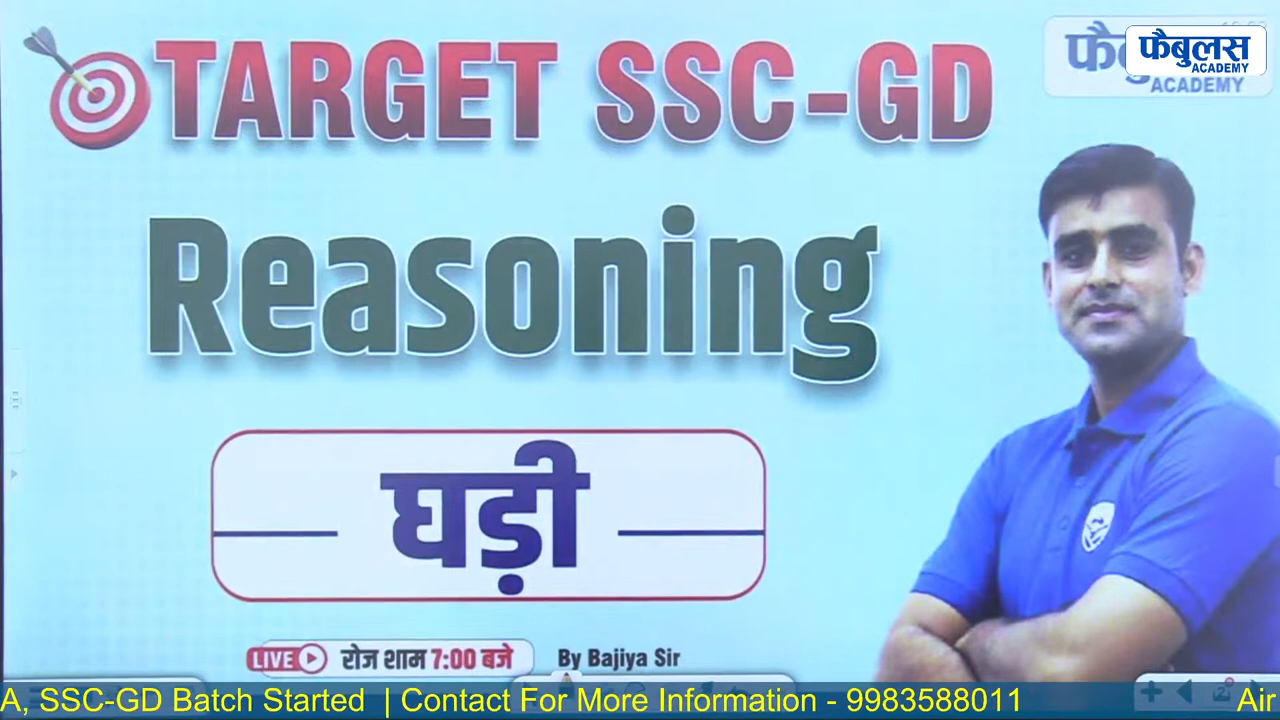 TARGET SSC-GD
फैबुलस
ACADEMY
ACADEMY
Reasoning
घड़ी
LIVE रोज शाम 7:00 बजे
By Bajiya Sir
A, SSC-GD Batch Started | Contact For More Information - 9983588011
Air